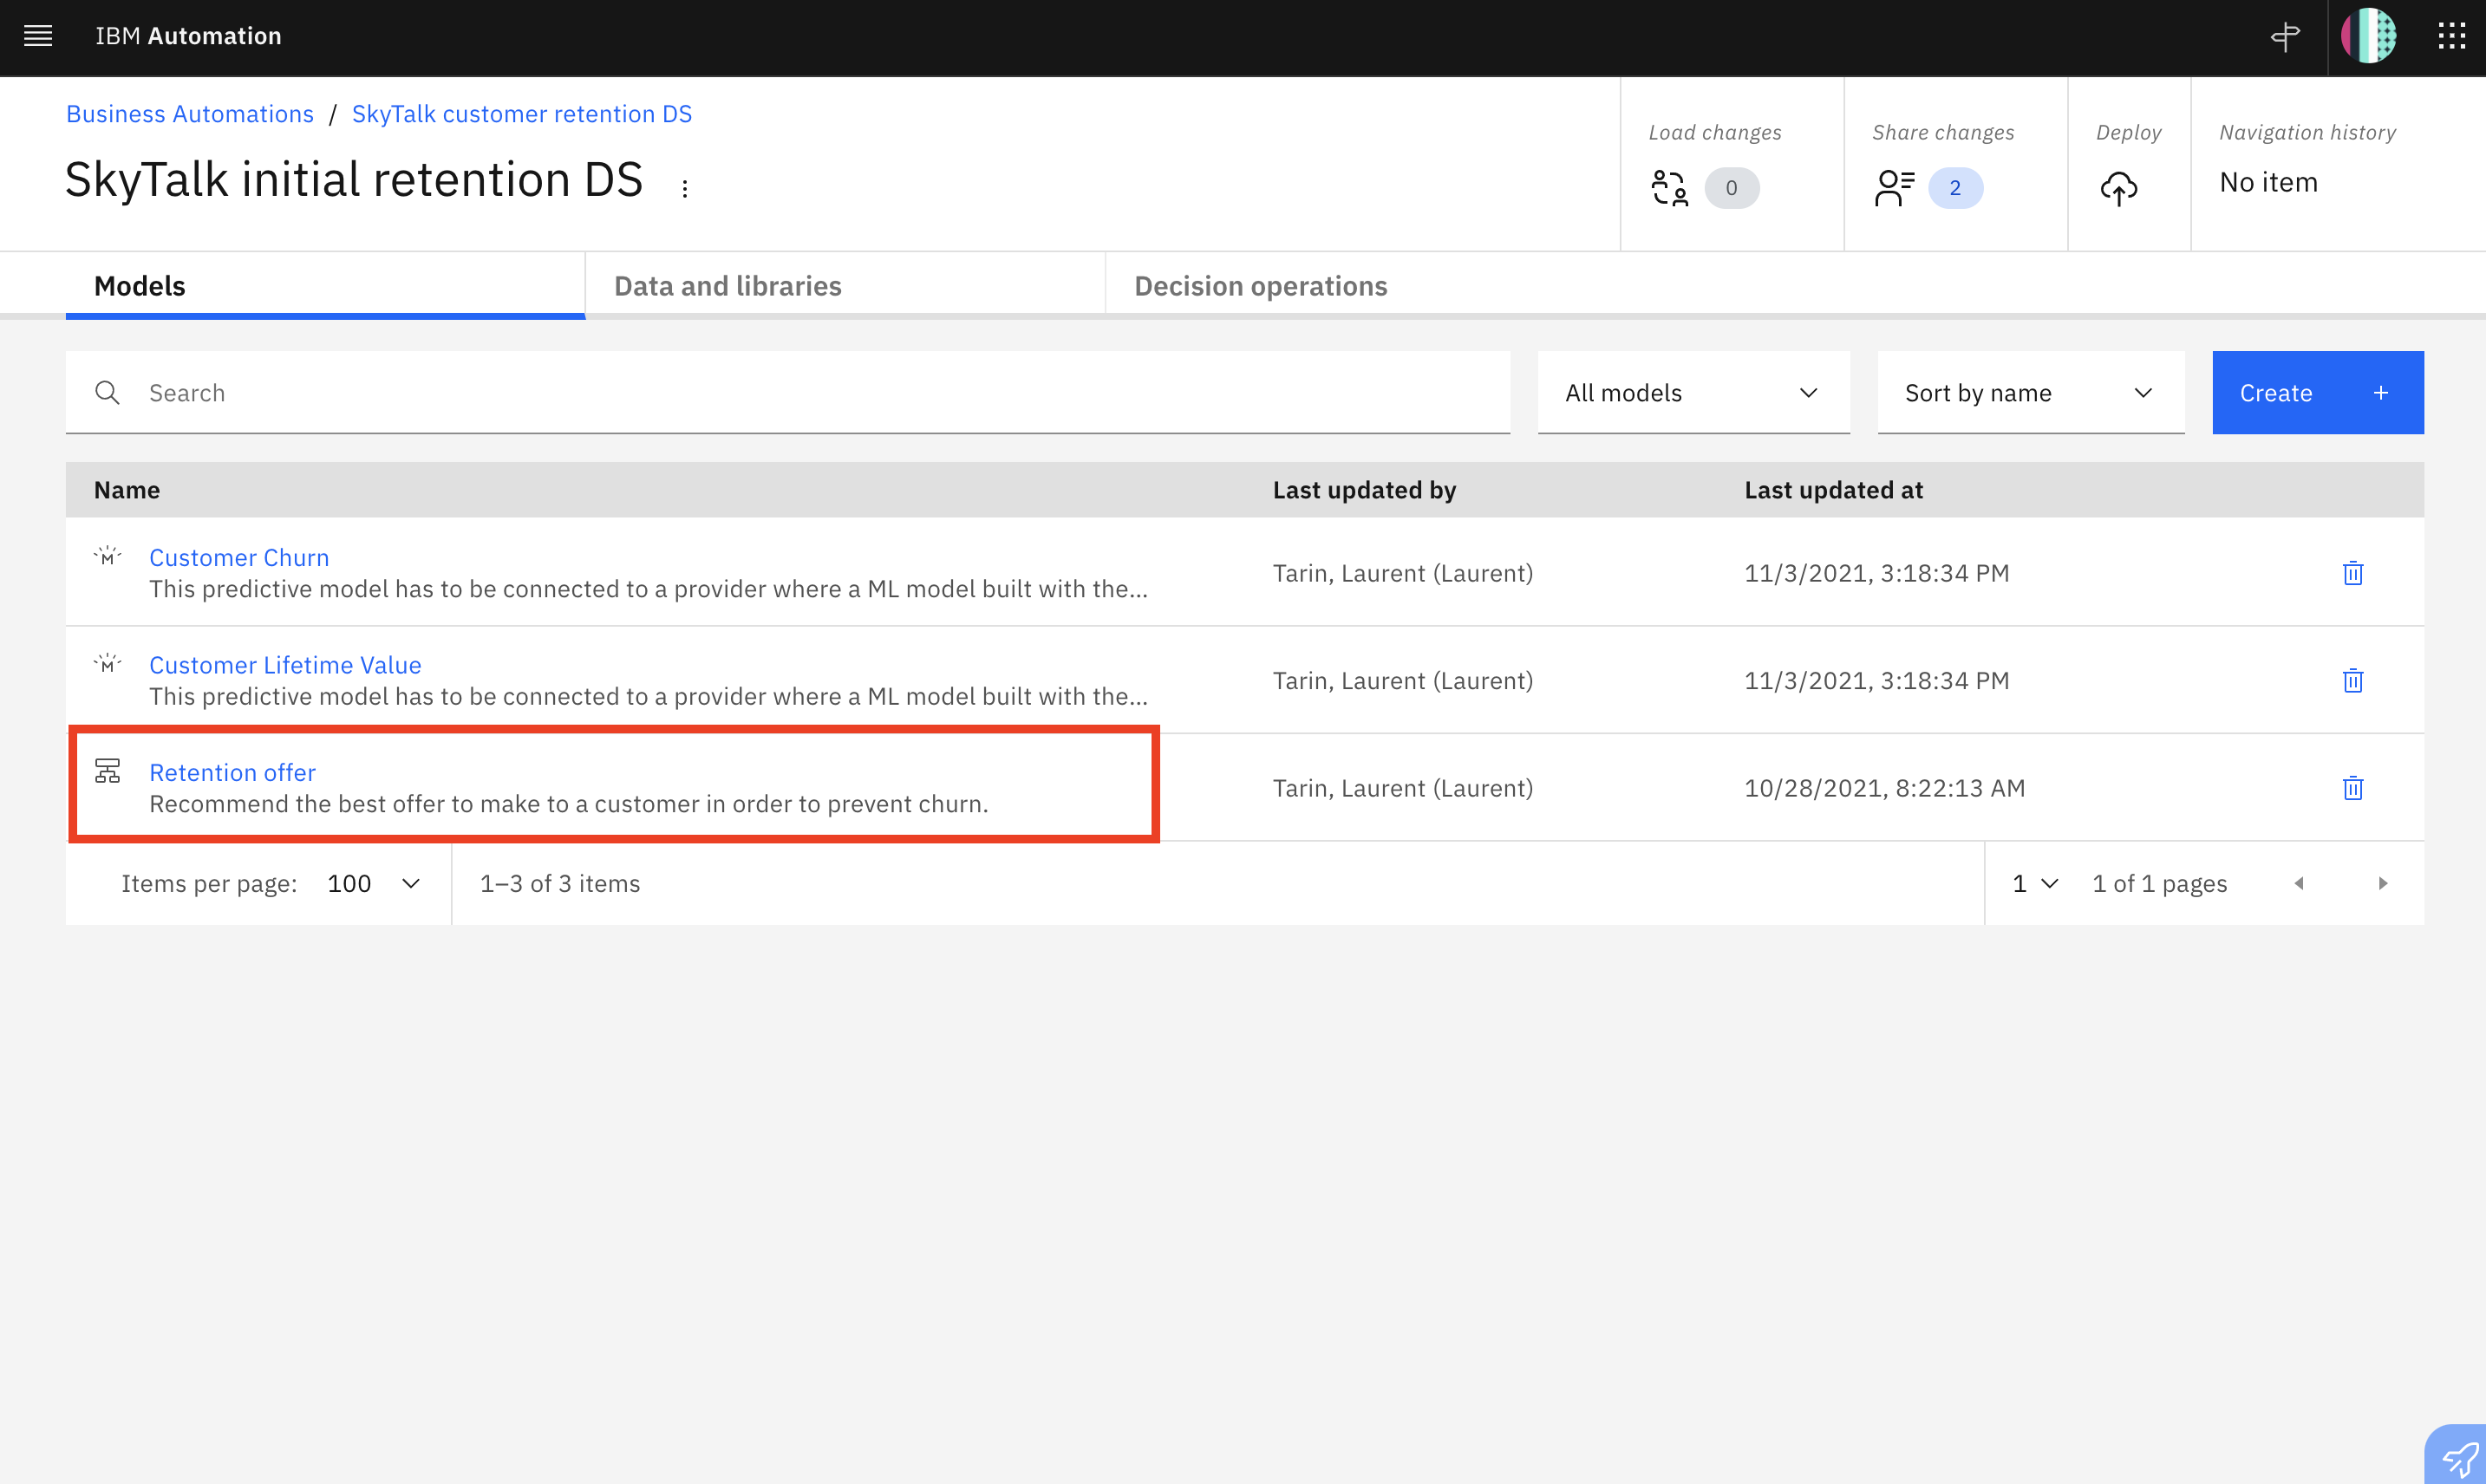 IBM Automation
Business Automations / SkyTalk customer retention DS
SkyTalk initial retention DS
Load changes
0
Share changes
2
Deploy
Navigation history
No item
Models
Data and libraries
Decision operations
Search
All models
Sort by name
Create +
Name Last updated by Last updated at
Customer Churn
This predictive model has to be connected to a provider where a ML model built with the...
Tarin, Laurent (Laurent) 11/3/2021, 3:18:34 PM
Customer Lifetime Value
This predictive model has to be connected to a provider where a ML model built with the...
Tarin, Laurent (Laurent) 11/3/2021, 3:18:34 PM
Retention offer
Recommend the best offer to make to a customer in order to prevent churn.
Tarin, Laurent (Laurent) 10/28/2021, 8:22:13 AM
Items per page: 100 1–3 of 3 items 1 1 of 1 pages